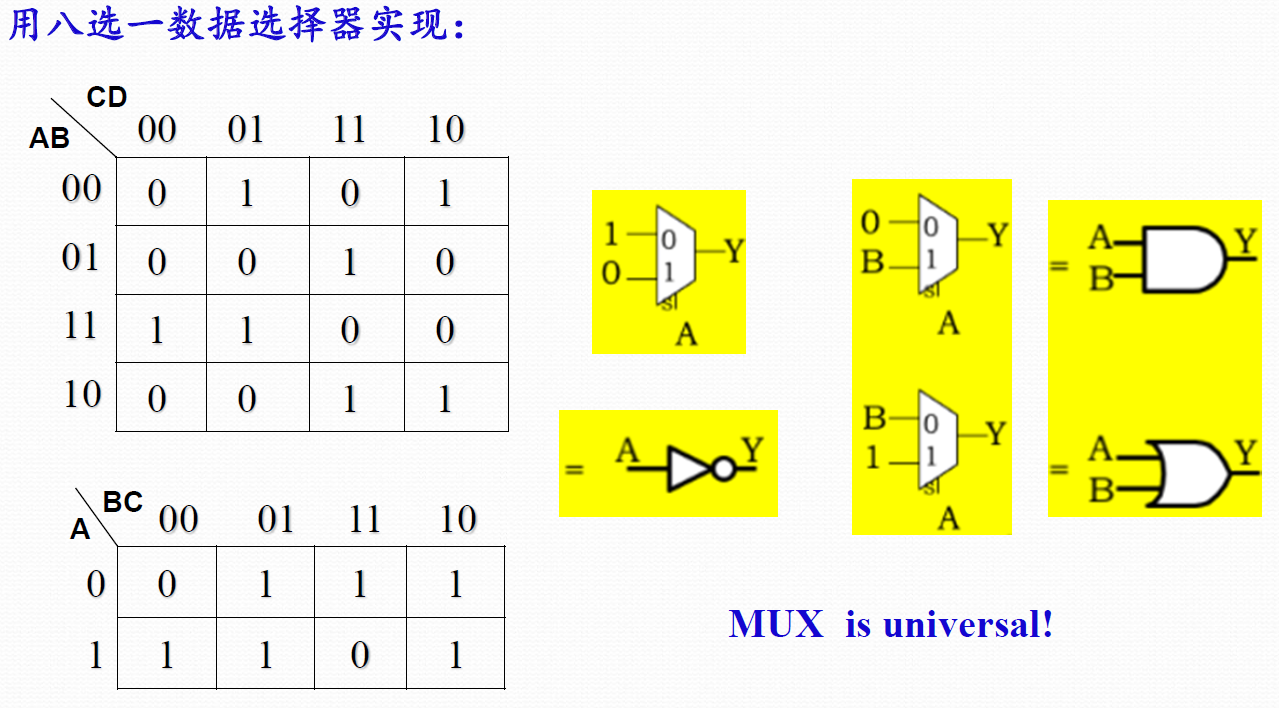 用八选一数据选择器实现：
CD
AB
00 01 11 10
00 0 1 0 1
01 0 0 1 0
11 1 1 0 0
10 0 0 1 1
BC
A
00 01 11 10
0 0 1 1 1
1 1 1 0 1
1 0 Y
0 1
sl
A
= A Y
0 0 Y
B 1
sl
A
B 0 Y
1 1
sl
A
A Y
= B
A Y
= B
MUX is universal!